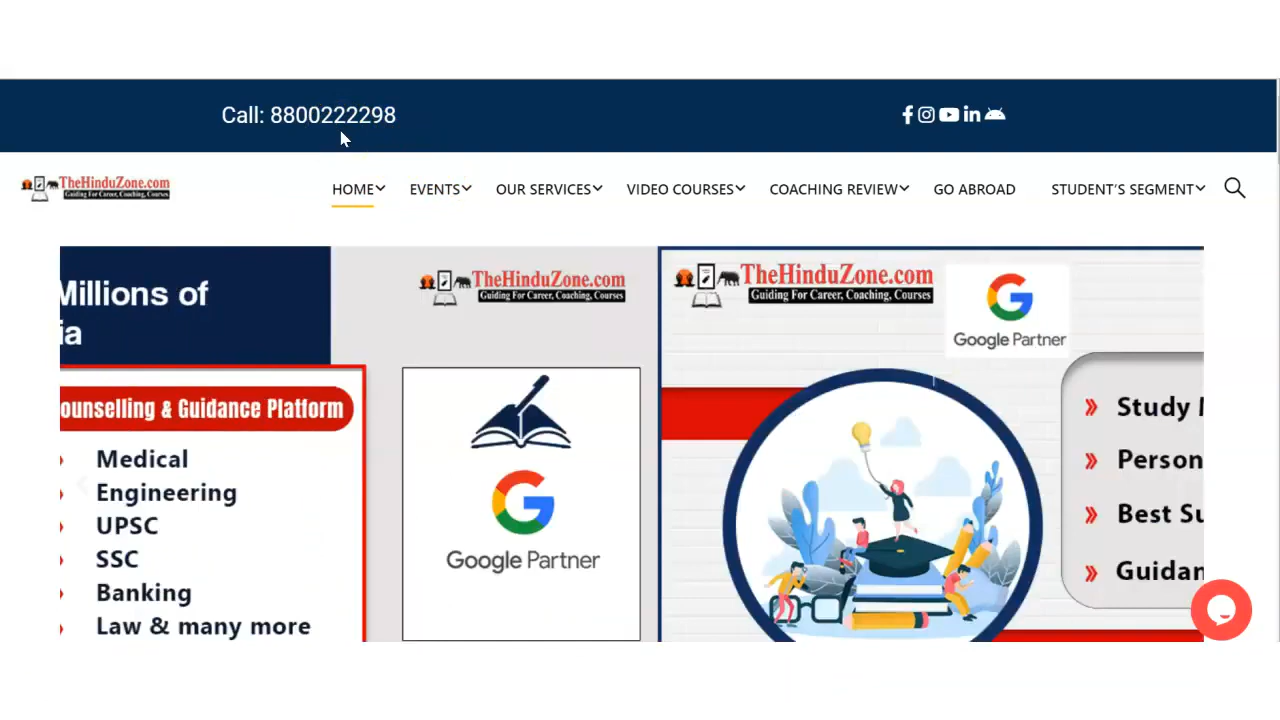 Call: 8800222298
TheHinduZone.com
Guiding For Career, Coaching, Courses
HOME EVENTS OUR SERVICES VIDEO COURSES COACHING REVIEW GO ABROAD STUDENT'S SEGMENT
Millions of
ia
ounselling & Guidance Platform
Medical
Engineering
UPSC
SSC
Banking
Law & many more
TheHinduZone.com
Guiding For Career, Coaching, Courses
Google Partner
TheHinduZone.com
Guiding For Career, Coaching, Courses
Google Partner
Study
Person
Best Su
Guidan